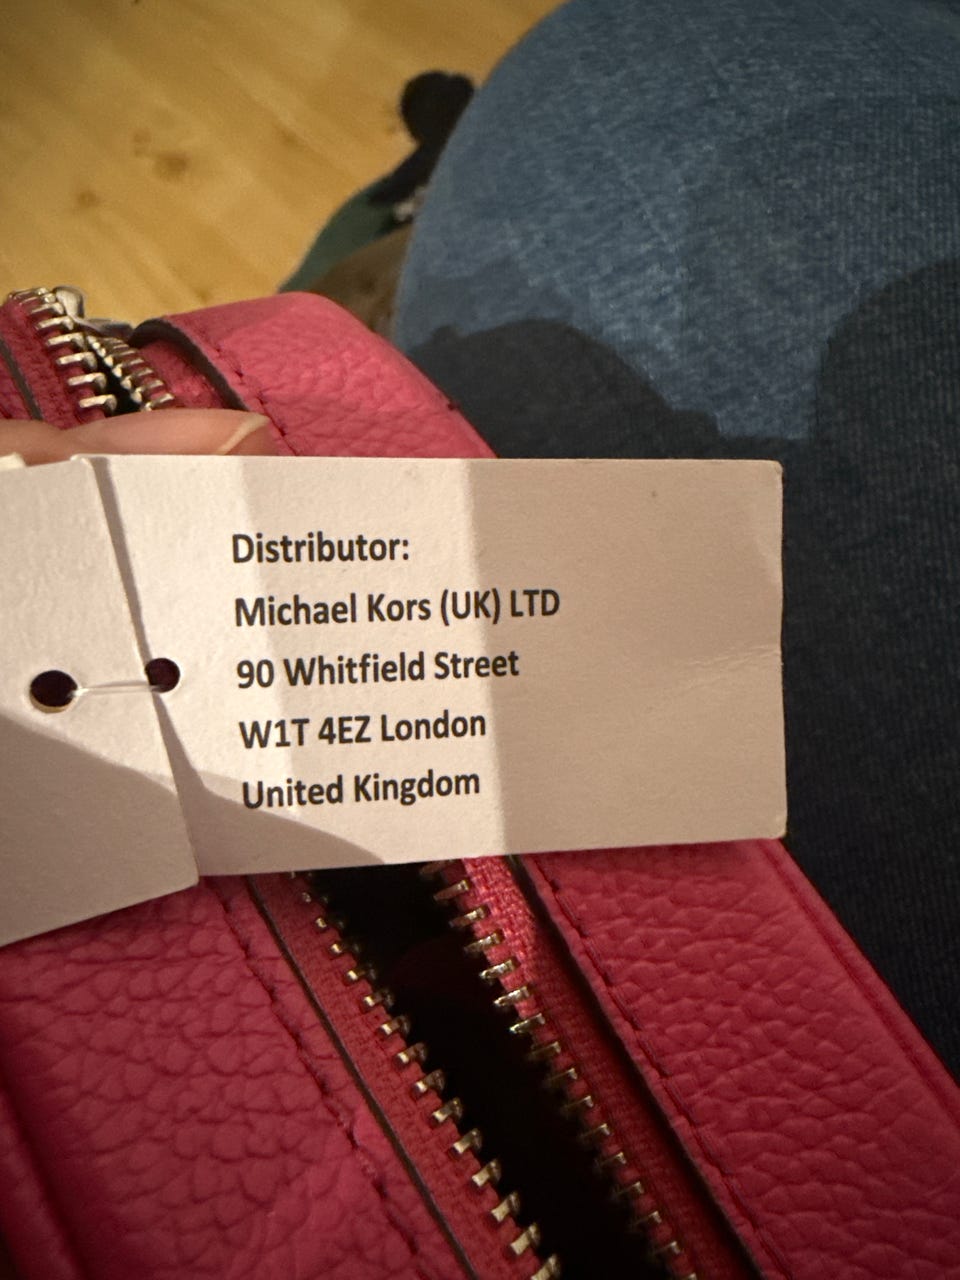 Distributor:
Michael Kors (UK) LTD
90 Whitfield Street
W1T 4EZ London
United Kingdom